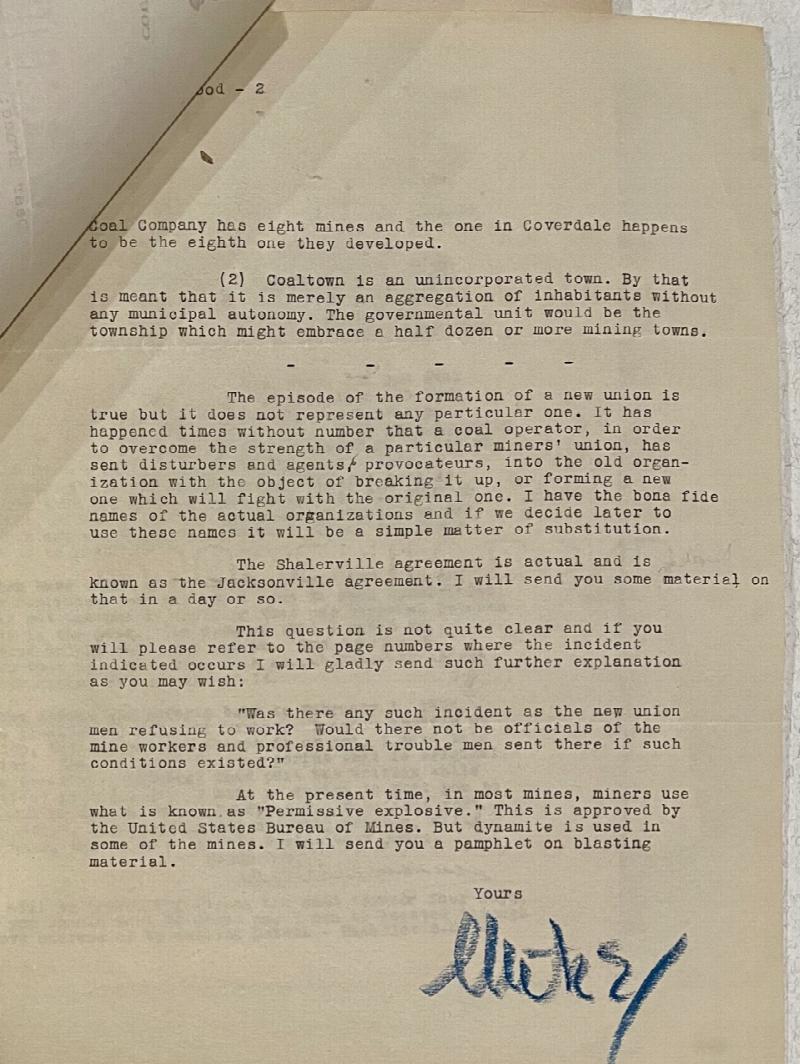 ood - 2
Coal Company has eight mines and the one in Coverdale happens
to be the eighth one they developed.
(2) Coaltown is an unincorporated town. By that
is meant that it is merely an aggregation of inhabitants without
any municipal autonomy. The governmental unit would be the
township which might embrace a half dozen or more mining towns.
- - - - -
The episode of the formation of a new union is
true but it does not represent any particular one. It has
happened times without number that a coal operator, in order
to overcome the strength of a particular miners' union, has
sent disturbers and agents, provocateurs, into the old organ-
ization with the object of breaking it up, or forming a new
one which will fight with the original one. I have the bona fide
names of the actual organizations and if we decide later to
use these names it will be a simple matter of substitution.
The Shalerville agreement is actual and is
known as the Jacksonville agreement. I will send you some material on
that in a day or so.
This question is not quite clear and if you
will please refer to the page numbers where the incident
indicated occurs I will gladly send such further explanation
as you may wish:
"Was there any such incident as the new union
men refusing to work? Would there not be officials of the
mine workers and professional trouble men sent there if such
conditions existed?"
At the present time, in most mines, miners use
what is known as "Permissive explosive." This is approved by
the United States Bureau of Mines. But dynamite is used in
some of the mines. I will send you a pamphlet on blasting
material.
Yours